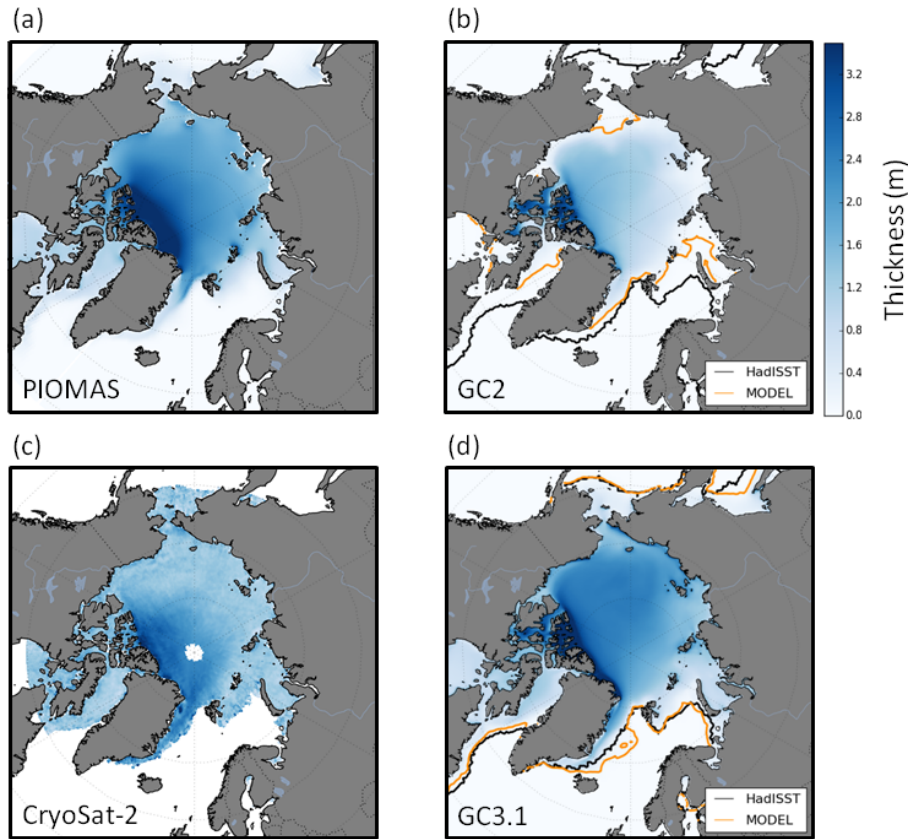 (a)
(b)
PIOMAS
GC2
HadISST
MODEL
3.2
2.8
2.4
2.0
1.6
1.2
0.8
0.4
0.0
Thickness (m)
(c)
(d)
CryoSat-2
GC3.1
HadISST
MODEL